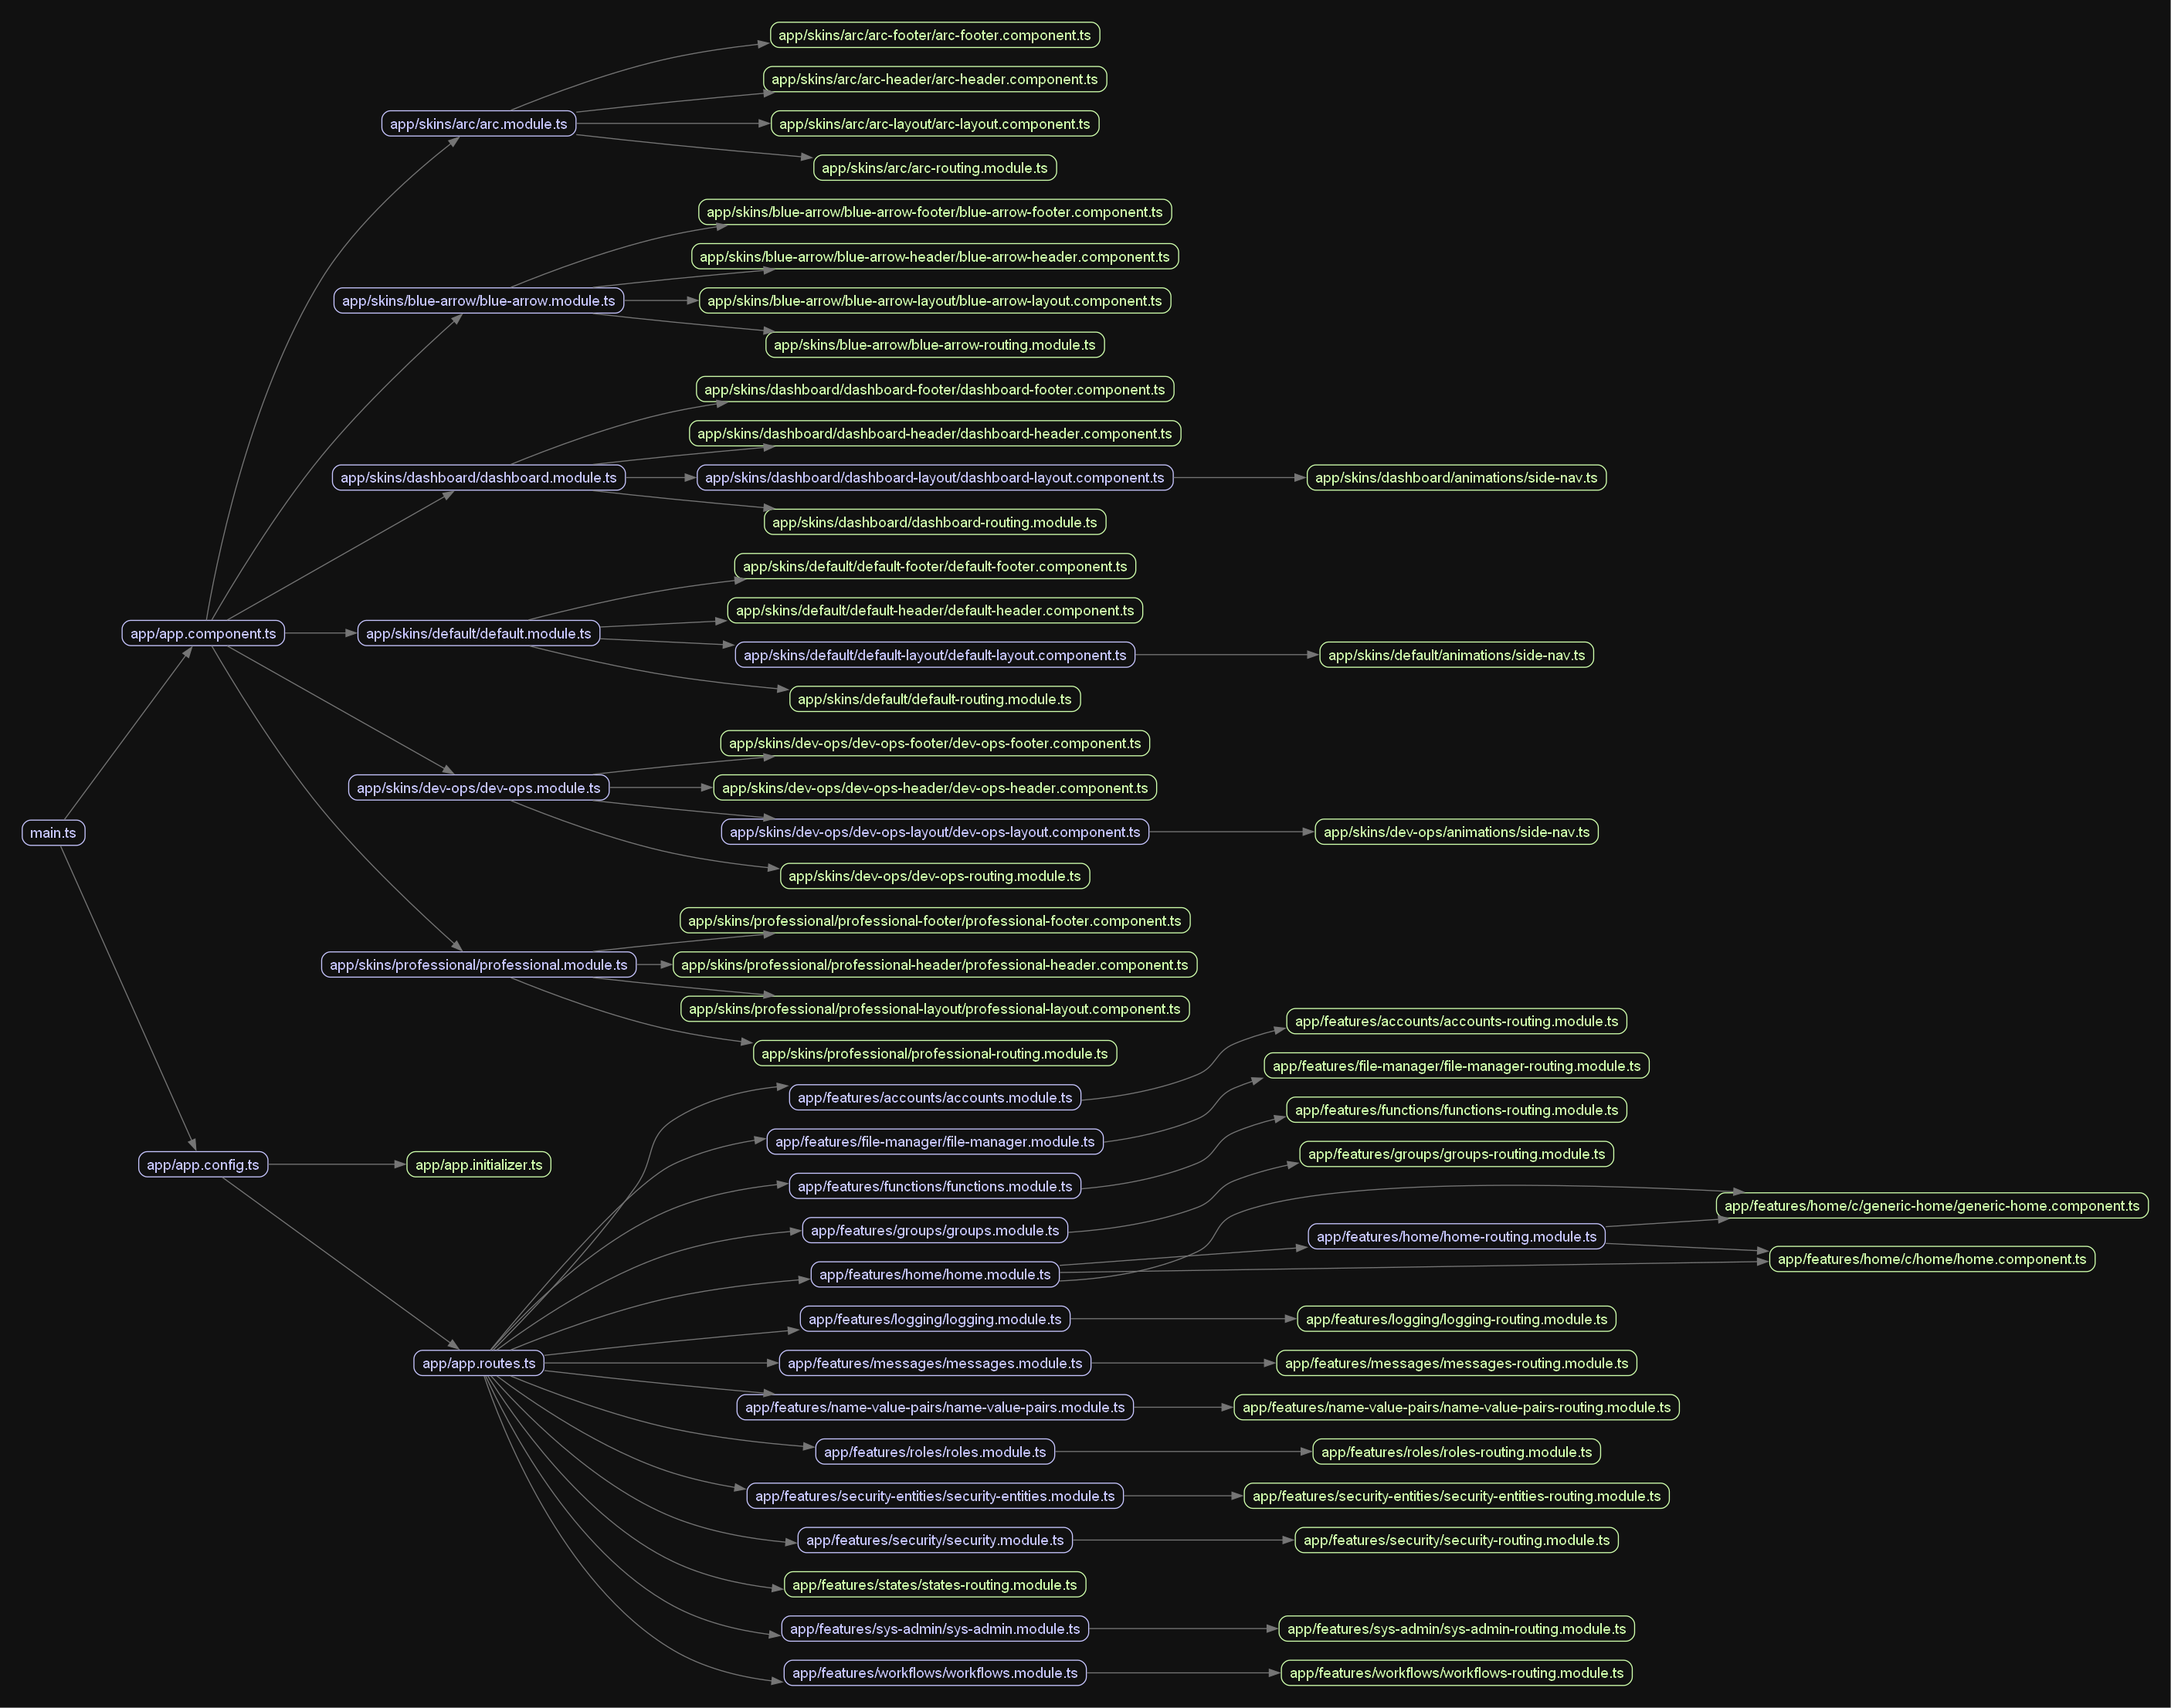 app/skins/arc/arc-footer/arc-footer.component.ts
app/skins/arc/arc-header/arc-header.component.ts
app/skins/arc/arc.module.ts
app/skins/arc/arc-layout/arc-layout.component.ts
app/skins/arc/arc-routing.module.ts
app/skins/blue-arrow/blue-arrow-footer/blue-arrow-footer.component.ts
app/skins/blue-arrow/blue-arrow-header/blue-arrow-header.component.ts
app/skins/blue-arrow/blue-arrow.module.ts
app/skins/blue-arrow/blue-arrow-layout/blue-arrow-layout.component.ts
app/skins/blue-arrow/blue-arrow-routing.module.ts
app/skins/dashboard/dashboard-footer/dashboard-footer.component.ts
app/skins/dashboard/dashboard-header/dashboard-header.component.ts
app/skins/dashboard/dashboard.module.ts
app/skins/dashboard/dashboard-layout/dashboard-layout.component.ts
app/skins/dashboard/animations/side-nav.ts
app/skins/dashboard/dashboard-routing.module.ts
app/skins/default/default-footer/default-footer.component.ts
app/skins/default/default-header/default-header.component.ts
app/app.component.ts
app/skins/default/default.module.ts
app/skins/default/default-layout/default-layout.component.ts
app/skins/default/animations/side-nav.ts
app/skins/default/default-routing.module.ts
app/skins/dev-ops/dev-ops-footer/dev-ops-footer.component.ts
app/skins/dev-ops/dev-ops.module.ts
app/skins/dev-ops/dev-ops-header/dev-ops-header.component.ts
main.ts
app/skins/dev-ops/dev-ops-layout/dev-ops-layout.component.ts
app/skins/dev-ops/animations/side-nav.ts
app/skins/dev-ops/dev-ops-routing.module.ts
app/skins/professional/professional-footer/professional-footer.component.ts
app/skins/professional/professional.module.ts
app/skins/professional/professional-header/professional-header.component.ts
app/skins/professional/professional-layout/professional-layout.component.ts
app/features/accounts/accounts-routing.module.ts
app/skins/professional/professional-routing.module.ts
app/features/file-manager/file-manager-routing.module.ts
app/features/accounts/accounts.module.ts
app/features/functions/functions-routing.module.ts
app/features/file-manager/file-manager.module.ts
app/features/groups/groups-routing.module.ts
app/app.config.ts
app/app.initializer.ts
app/features/functions/functions.module.ts
app/features/home/c/generic-home/generic-home.component.ts
app/features/groups/groups.module.ts
app/features/home/home-routing.module.ts
app/features/home/c/home/home.component.ts
app/features/home/home.module.ts
app/features/logging/logging.module.ts
app/features/logging/logging-routing.module.ts
app/app.routes.ts
app/features/messages/messages.module.ts
app/features/messages/messages-routing.module.ts
app/features/name-value-pairs/name-value-pairs.module.ts
app/features/name-value-pairs/name-value-pairs-routing.module.ts
app/features/roles/roles.module.ts
app/features/roles/roles-routing.module.ts
app/features/security-entities/security-entities.module.ts
app/features/security-entities/security-entities-routing.module.ts
app/features/security/security.module.ts
app/features/security/security-routing.module.ts
app/features/states/states-routing.module.ts
app/features/sys-admin/sys-admin.module.ts
app/features/sys-admin/sys-admin-routing.module.ts
app/features/workflows/workflows.module.ts
app/features/workflows/workflows-routing.module.ts